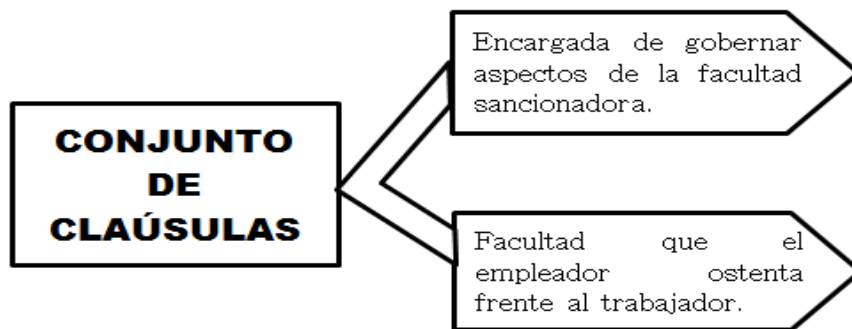 CONJUNTO
DE
CLAÚSULAS
Encargada de gobernar
aspectos de la facultad
sancionadora.
Facultad que el
empleador ostenta
frente al trabajador.